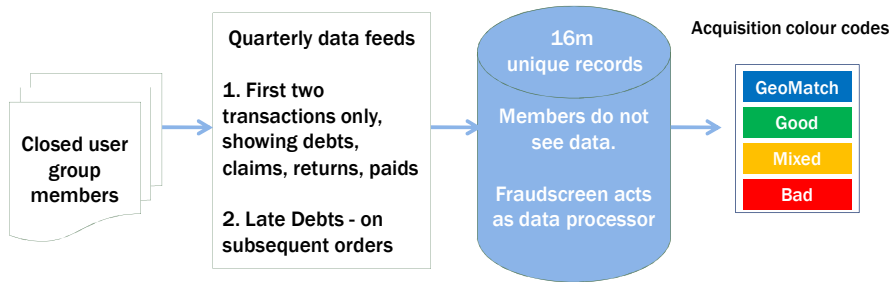 Closed user
group
members
Quarterly data feeds
1. First two
transactions only,
showing debts,
claims, returns, paids
2. Late Debts - on
subsequent orders
16m
unique records
Members do not
see data.
Fraudscreen acts
as data processor
Acquisition colour codes
GeoMatch
Good
Mixed
Bad